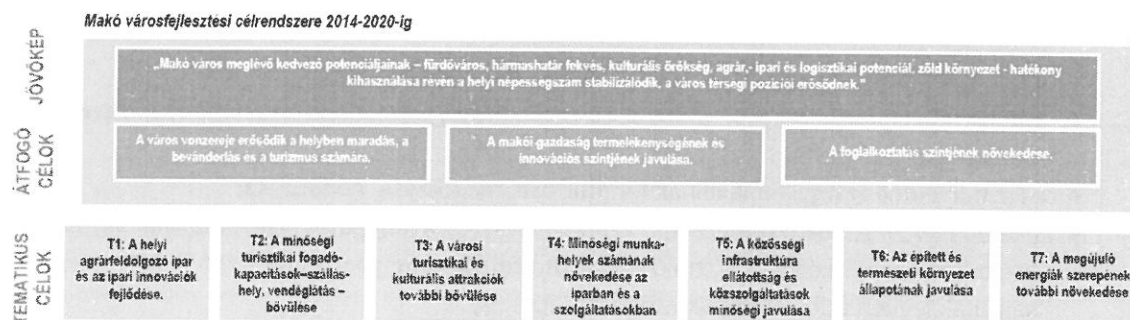 Makó városfejlesztési célrendszere 2014-2020-ig
JÖVŐKÉP
„Makó város meglévő kedvező potenciáljainak – fürdőváros, hármashatár fekvés, kulturális örökség, agrár,- ipari és logisztikai potenciál, zöld környezet - hatékony
kihasználása révén a helyi népességszám stabilizálódik, a város térségi pozíciói erősödnek."
ÁTFOGÓ
CÉLOK
A város vonzereje erősödik a helyben maradás, a
bevándorlás és a turizmus számára.
A makói gazdaság termelékenységének és
innovációs szintjének javulása.
A foglalkoztatás szintjének növekedése.
TEMATIKUS
CÉLOK
T1: A helyi
agrárfeldolgozó ipar
és az ipari innovációk
fejlődése.
T2: A minőségi
turisztikai fogadó-
kapacitások–szállás-
hely, vendéglátás –
bővülése
T3: A városi
turisztikai és
kulturális attrakciók
további bővülése
T4: Minőségi munka-
helyek számának
növekedése az
iparban és a
szolgáltatásokban
T5: A közösségi
infrastruktúra
ellátottság és
közszolgáltatások
minőségi javulása
T6: Az épített és
természeti környezet
állapotának javulása
T7: A megújuló
energiák szerepének
további növekedése